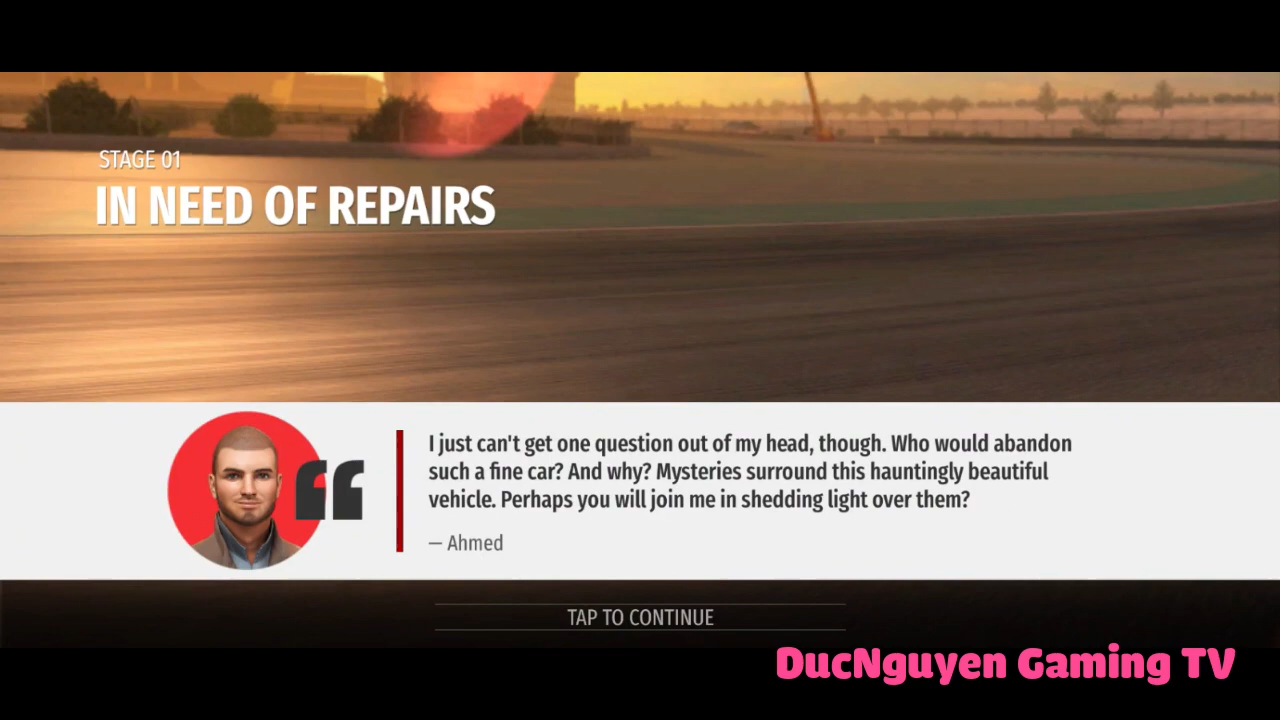 STAGE 01
IN NEED OF REPAIRS
I just can't get one question out of my head, though. Who would abandon
such a fine car? And why? Mysteries surround this hauntingly beautiful
vehicle. Perhaps you will join me in shedding light over them?
— Ahmed
TAP TO CONTINUE
DucNguyen Gaming TV